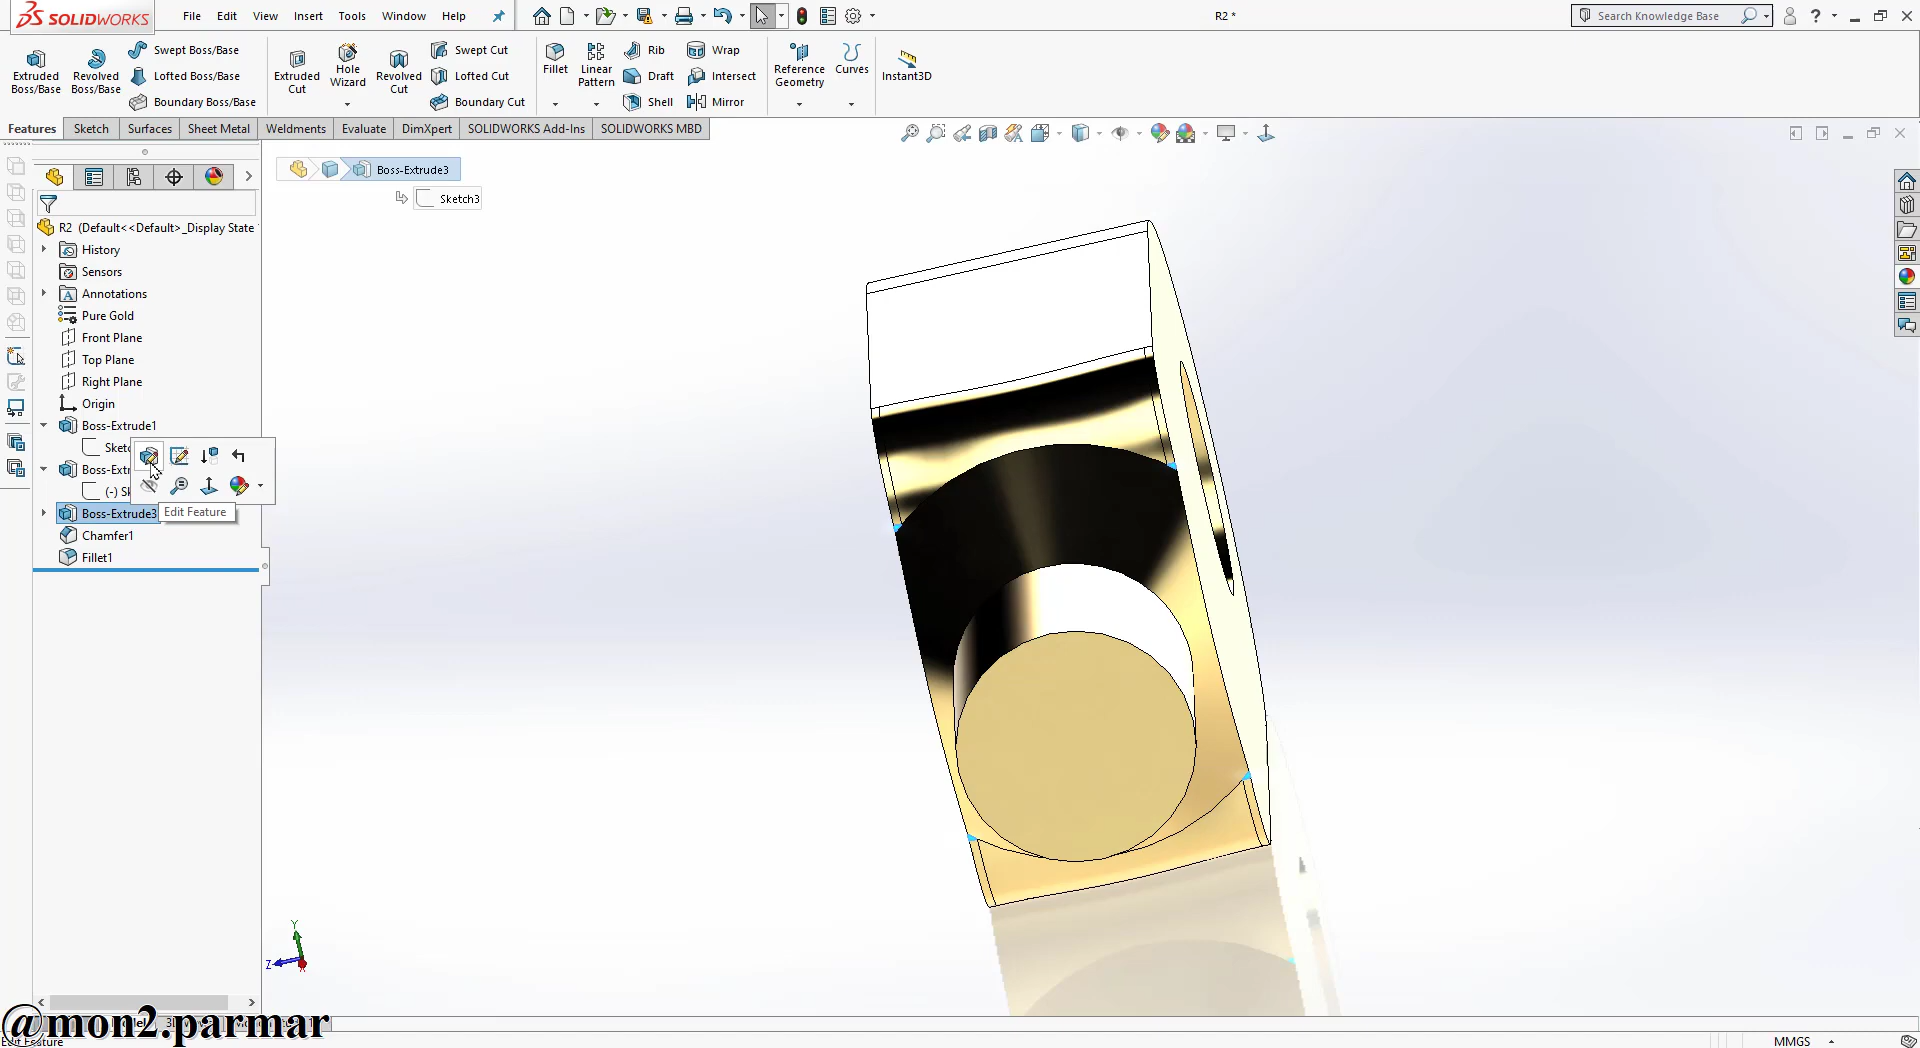 SOLIDWORKS
File Edit View Insert Tools Window Help
R2 *
Search Knowledge Base
Extruded Boss/Base
Revolved Boss/Base
Swept Boss/Base
Lofted Boss/Base
Boundary Boss/Base
Extruded Cut
Hole Wizard
Revolved Cut
Swept Cut
Lofted Cut
Boundary Cut
Fillet
Linear Pattern
Rib
Draft
Shell
Wrap
Intersect
Mirror
Reference Geometry
Curves
Instant3D
Features Sketch Surfaces Sheet Metal Weldments Evaluate DimXpert SOLIDWORKS Add-Ins SOLIDWORKS MBD
Boss-Extrude3
Sketch3
R2 (Default<<Default>_Display State
History
Sensors
Annotations
Pure Gold
Front Plane
Top Plane
Right Plane
Origin
Boss-Extrude1
Boss-Extrude3
Edit Feature
Chamfer1
Fillet1
Y
Z
X
@mon2.parmar
Edit Feature
MMGS